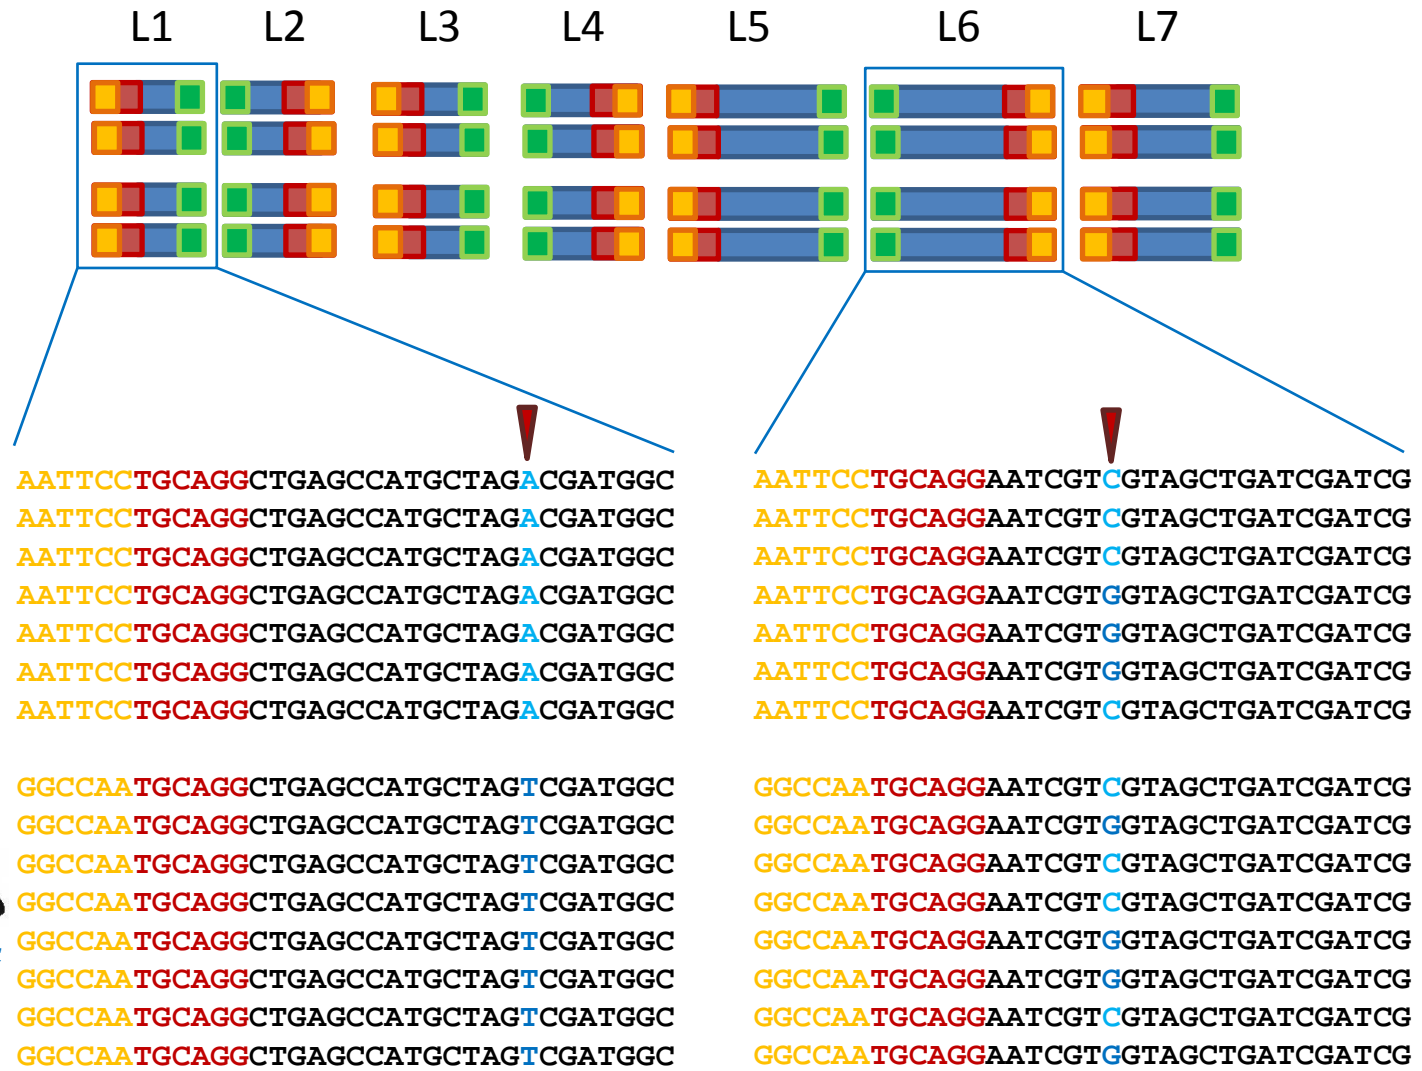 L1 L2 L3 L4 L5 L6 L7
AATTCCTGCAGGCTGAGCCATGCTAGACGATGGC
AATTCCTGCAGGCTGAGCCATGCTAGACGATGGC
AATTCCTGCAGGCTGAGCCATGCTAGACGATGGC
AATTCCTGCAGGCTGAGCCATGCTAGACGATGGC
AATTCCTGCAGGCTGAGCCATGCTAGACGATGGC
AATTCCTGCAGGCTGAGCCATGCTAGACGATGGC
AATTCCTGCAGGCTGAGCCATGCTAGACGATGGC
GGCCAATGCAGGCTGAGCCATGCTAGTCGATGGC
GGCCAATGCAGGCTGAGCCATGCTAGTCGATGGC
GGCCAATGCAGGCTGAGCCATGCTAGTCGATGGC
GGCCAATGCAGGCTGAGCCATGCTAGTCGATGGC
GGCCAATGCAGGCTGAGCCATGCTAGTCGATGGC
GGCCAATGCAGGCTGAGCCATGCTAGTCGATGGC
GGCCAATGCAGGCTGAGCCATGCTAGTCGATGGC
GGCCAATGCAGGCTGAGCCATGCTAGTCGATGGC
AATTCCTGCAGGAATCGTCGTAGCTGATCGATCG
AATTCCTGCAGGAATCGTCGTAGCTGATCGATCG
AATTCCTGCAGGAATCGTCGTAGCTGATCGATCG
AATTCCTGCAGGAATCGTGGTAGCTGATCGATCG
AATTCCTGCAGGAATCGTGGTAGCTGATCGATCG
AATTCCTGCAGGAATCGTGGTAGCTGATCGATCG
AATTCCTGCAGGAATCGTCGTAGCTGATCGATCG
GGCCAATGCAGGAATCGTCGTAGCTGATCGATCG
GGCCAATGCAGGAATCGTGGTAGCTGATCGATCG
GGCCAATGCAGGAATCGTCGTAGCTGATCGATCG
GGCCAATGCAGGAATCGTCGTAGCTGATCGATCG
GGCCAATGCAGGAATCGTGGTAGCTGATCGATCG
GGCCAATGCAGGAATCGTGGTAGCTGATCGATCG
GGCCAATGCAGGAATCGTCGTAGCTGATCGATCG
GGCCAATGCAGGAATCGTGGTAGCTGATCGATCG